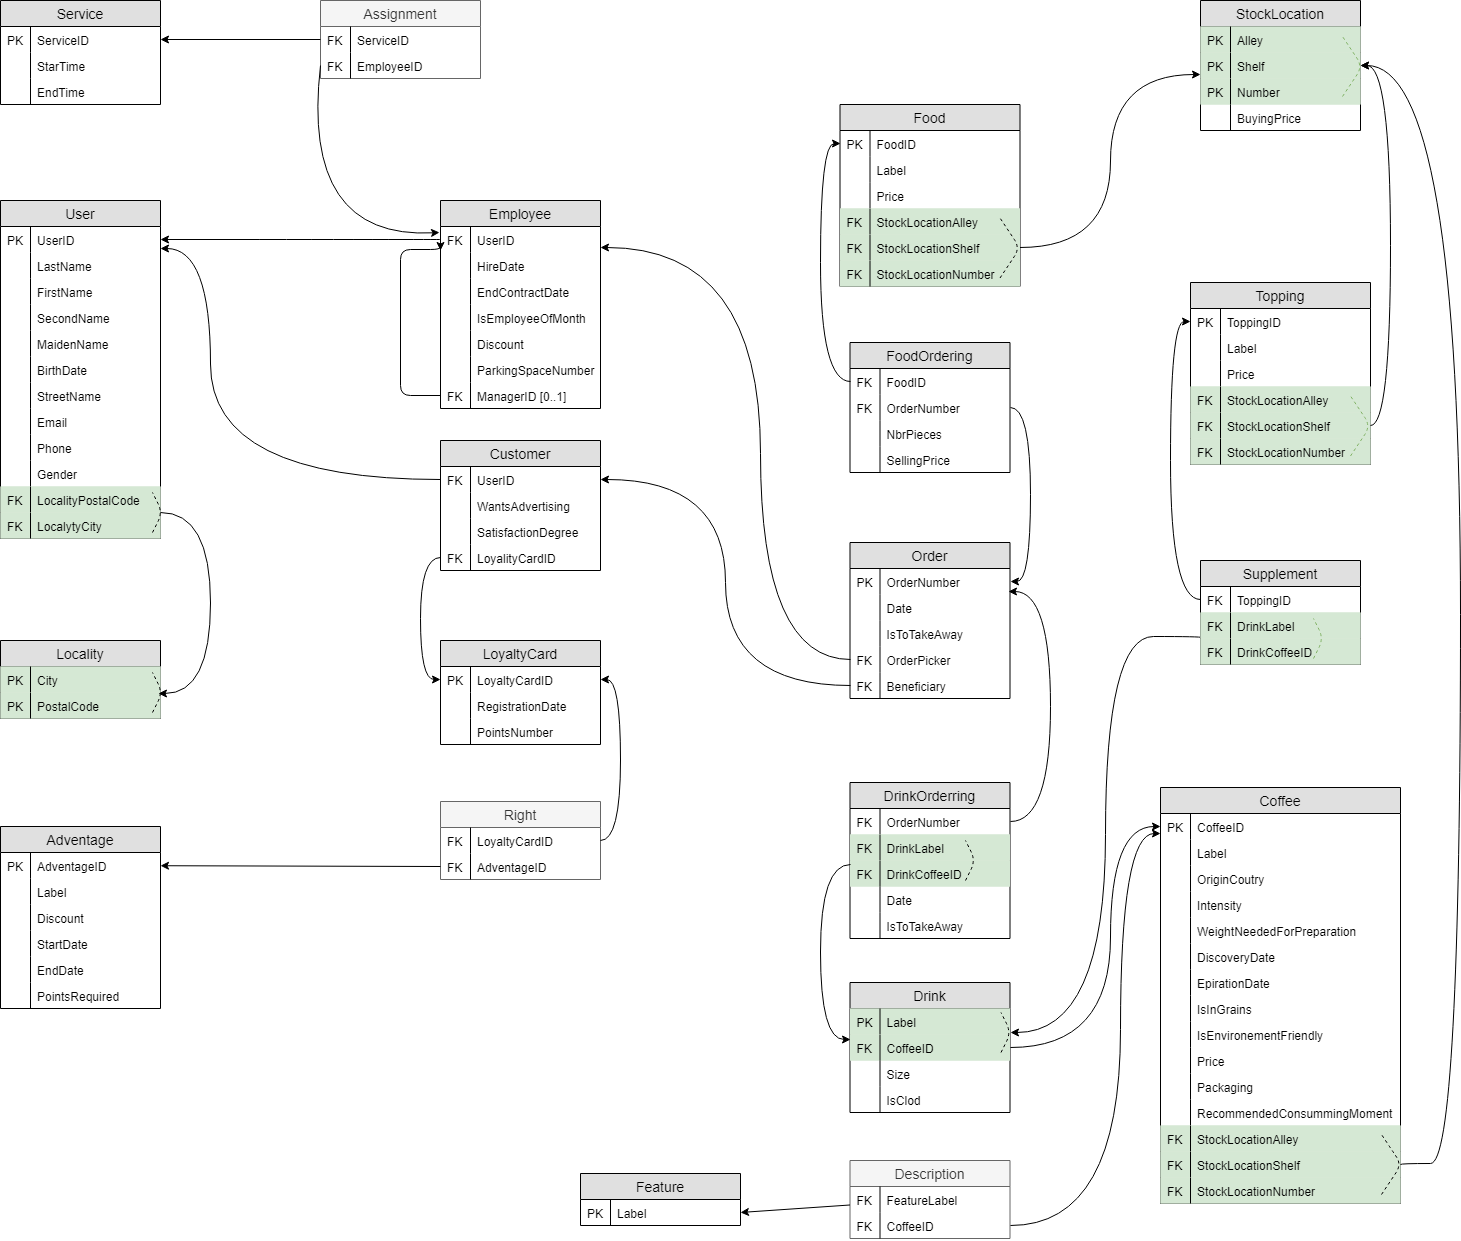 Service
PK ServiceID
StarTime
EndTime
Assignment
FK ServiceID
FK EmployeeID
StockLocation
PK Alley
PK Shelf
PK Number
BuyingPrice
Food
PK FoodID
Label
Price
FK StockLocationAlley
FK StockLocationShelf
FK StockLocationNumber
User
PK UserID
LastName
FirstName
SecondName
MaidenName
BirthDate
StreetName
Email
Phone
Gender
FK LocalityPostalCode
FK LocalytyCity
Employee
FK UserID
HireDate
EndContractDate
IsEmployeeOfMonth
Discount
ParkingSpaceNumber
FK ManagerID [0..1]
Topping
PK ToppingID
Label
Price
FK StockLocationAlley
FK StockLocationShelf
FK StockLocationNumber
FoodOrdering
FK FoodID
FK OrderNumber
NbrPieces
SellingPrice
Customer
FK UserID
WantsAdvertising
SatisfactionDegree
FK LoyalityCardID
Order
PK OrderNumber
Date
IsToTakeAway
FK OrderPicker
FK Beneficiary
Supplement
FK ToppingID
FK DrinkLabel
FK DrinkCoffeeID
Locality
PK City
PK PostalCode
LoyaltyCard
PK LoyaltyCardID
RegistrationDate
PointsNumber
Right
FK LoyaltyCardID
FK AdventageID
Adventage
PK AdventageID
Label
Discount
StartDate
EndDate
PointsRequired
DrinkOrderring
FK OrderNumber
FK DrinkLabel
FK DrinkCoffeeID
Date
IsToTakeAway
Coffee
PK CoffeeID
Label
OriginCoutry
Intensity
WeightNeededForPreparation
DiscoveryDate
EpirationDate
IsInGrains
IsEnvironementFriendly
Price
Packaging
RecommendedConsummingMoment
FK StockLocationAlley
FK StockLocationShelf
FK StockLocationNumber
Drink
PK Label
FK CoffeeID
Size
IsClod
Feature
PK Label
Description
FK FeatureLabel
FK CoffeeID